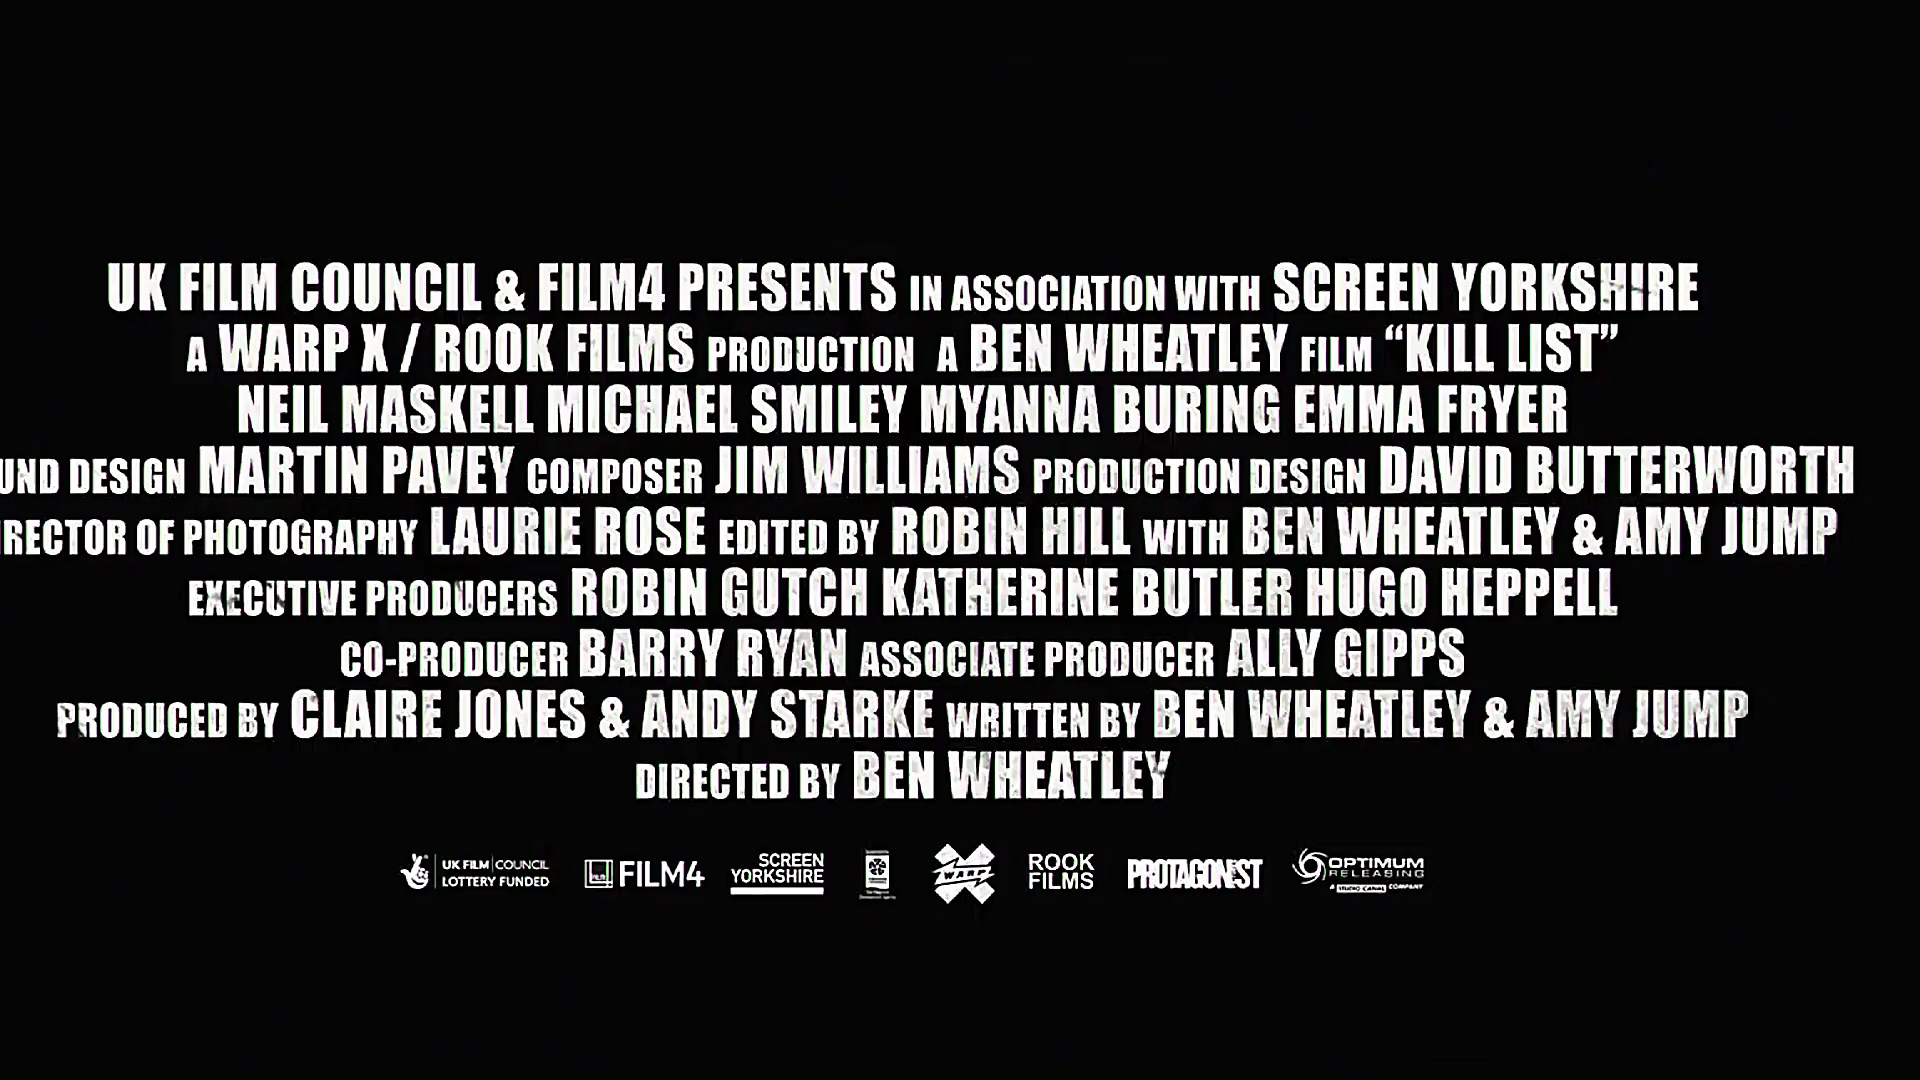 UK FILM COUNCIL & FILM4 PRESENTS IN ASSOCIATION WITH SCREEN YORKSHIRE
A WARP X / ROOK FILMS PRODUCTION A BEN WHEATLEY FILM “KILL LIST”
NEIL MASKELL MICHAEL SMILEY MYANNA BURING EMMA FRYER
UND DESIGN MARTIN PAVEY COMPOSER JIM WILLIAMS PRODUCTION DESIGN DAVID BUTTERWORTH
IRECTOR OF PHOTOGRAPHY LAURIE ROSE EDITED BY ROBIN HILL WITH BEN WHEATLEY & AMY JUMP
EXECUTIVE PRODUCERS ROBIN GUTCH KATHERINE BUTLER HUGO HEPPELL
CO-PRODUCER BARRY RYAN ASSOCIATE PRODUCER ALLY GIPPS
PRODUCED BY CLAIRE JONES & ANDY STARKE WRITTEN BY BEN WHEATLEY & AMY JUMP
DIRECTED BY BEN WHEATLEY
UK FILM COUNCIL
LOTTERY FUNDED
FILM4
SCREEN
YORKSHIRE
WARP
ROOK
FILMS
PROTAGONIST
OPTIMUM
RELEASING
A STUDIO CANAL COMPANY